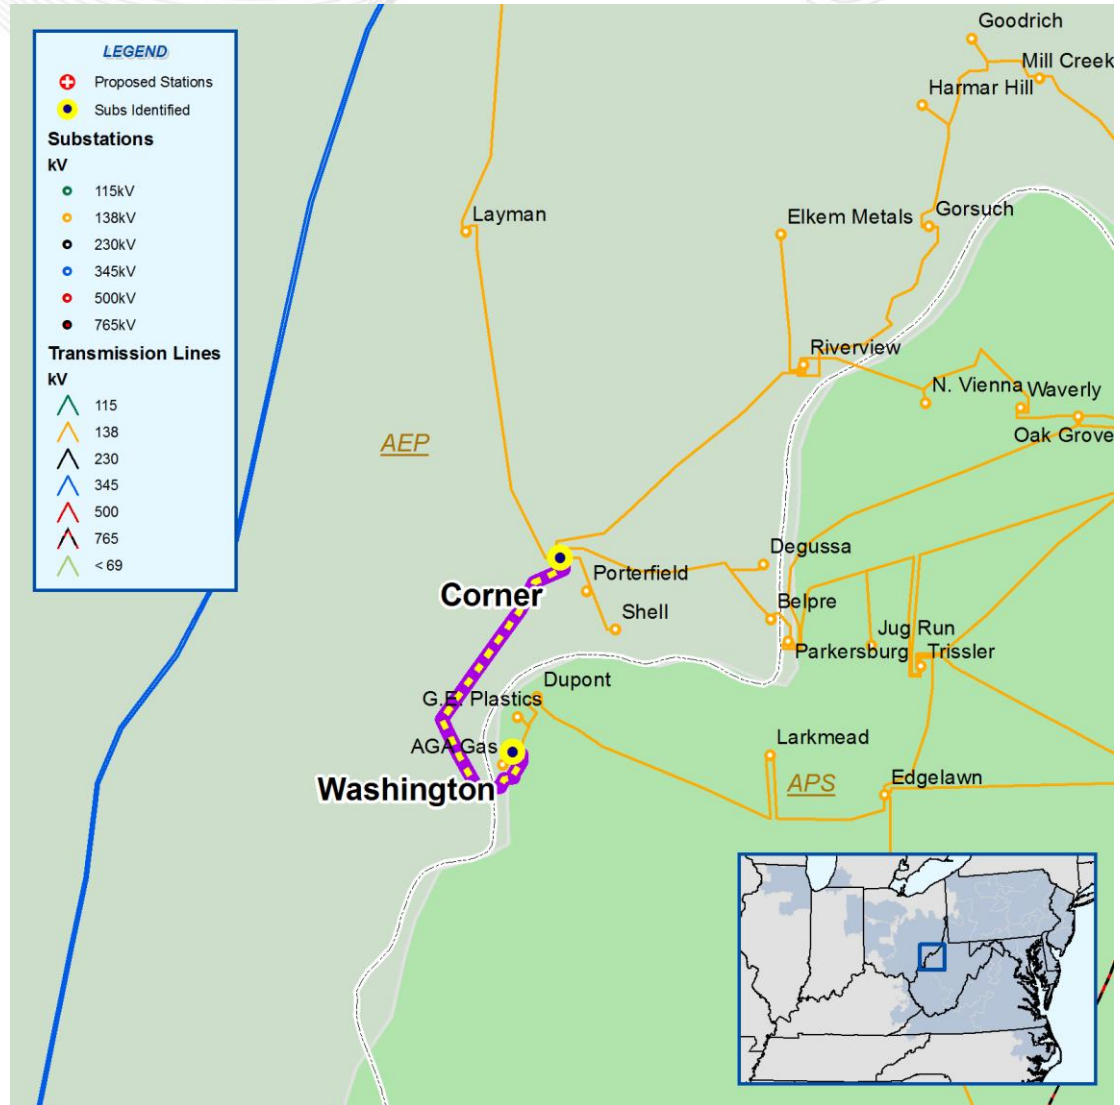 LEGEND
Proposed Stations
Subs Identified
Substations
kV
115kV
138kV
230kV
345kV
500kV
765kV
Transmission Lines
kV
115
138
230
345
500
765
< 69
Goodrich
Mill Creek
Harmar Hill
Layman
Elkem Metals
Gorsuch
Riverview
N. Vienna
Waverly
Oak Grove
AEP
Degussa
Porterfield
Corner
Belpre
Shell
Jug Run
Parkersburg
Trissler
Dupont
G.E. Plastics
AGA Gas
Larkmead
Washington
APS
Edgelawn